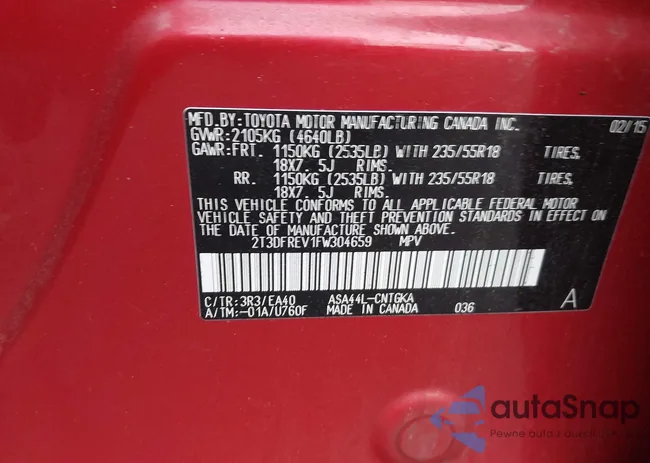 MFD. BY: TOYOTA MOTOR MANUFACTURING CANADA INC. 02/15
GVWR: 2105KG (4640LB)
GAWR: FRT. 1150KG (2535LB) WITH 235/55R18 TIRES,
18X7. 5J RIMS.
RR. 1150KG (2535LB) WITH 235/55R18 TIRES,
18X7. 5J RIMS.
THIS VEHICLE CONFORMS TO ALL APPLICABLE FEDERAL MOTOR
VEHICLE SAFETY AND THEFT PREVENTION STANDARDS IN EFFECT ON
THE DATE OF MANUFACTURE SHOWN ABOVE.
2T3DFREV1FW304659 MPV
C/TR: 3R3/EA40 ASA44L-CNTGKA A
A/TM:-01A/U760F MADE IN CANADA 036
autaSnap
Pewne auta z